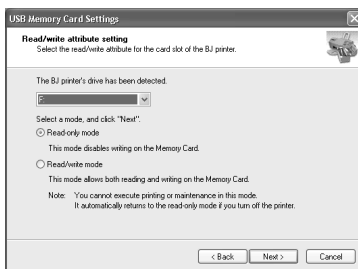 USB Memory Card Settings
Read/write attribute setting
Select the read/write attribute for the card slot of the BJ printer.
The BJ printer's drive has been detected.
F:
Select a mode, and click "Next".
Read-only mode
This mode disables writing on the Memory Card.
Read/write mode
This mode allows both reading and writing on the Memory Card.
Note: You cannot execute printing or maintenance in this mode.
It automatically returns to the read-only mode if you turn off the printer.
< Back Next > Cancel